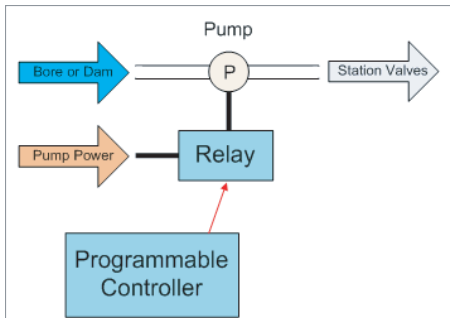 Pump
Bore or Dam
P
Station Valves
Pump Power
Relay
Programmable
Controller